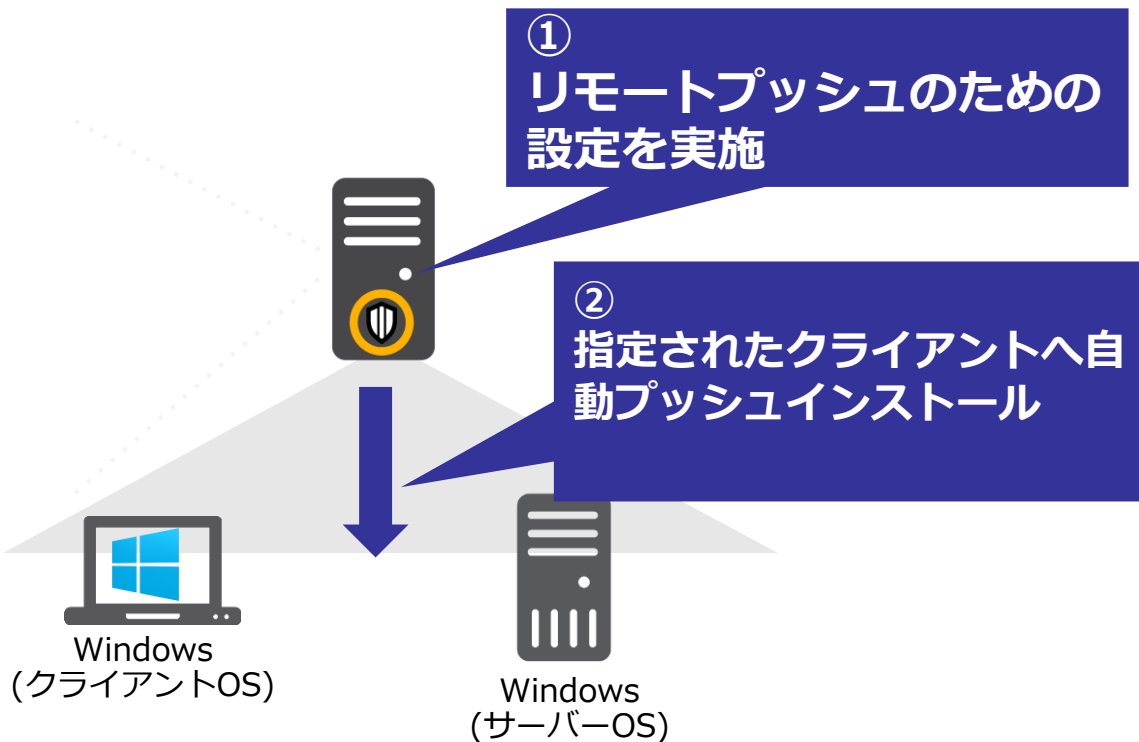 ①
リモートプッシュのための
設定を実施
②
指定されたクライアントへ自
動プッシュインストール
Windows
(クライアントOS)
Windows
(サーバーOS)